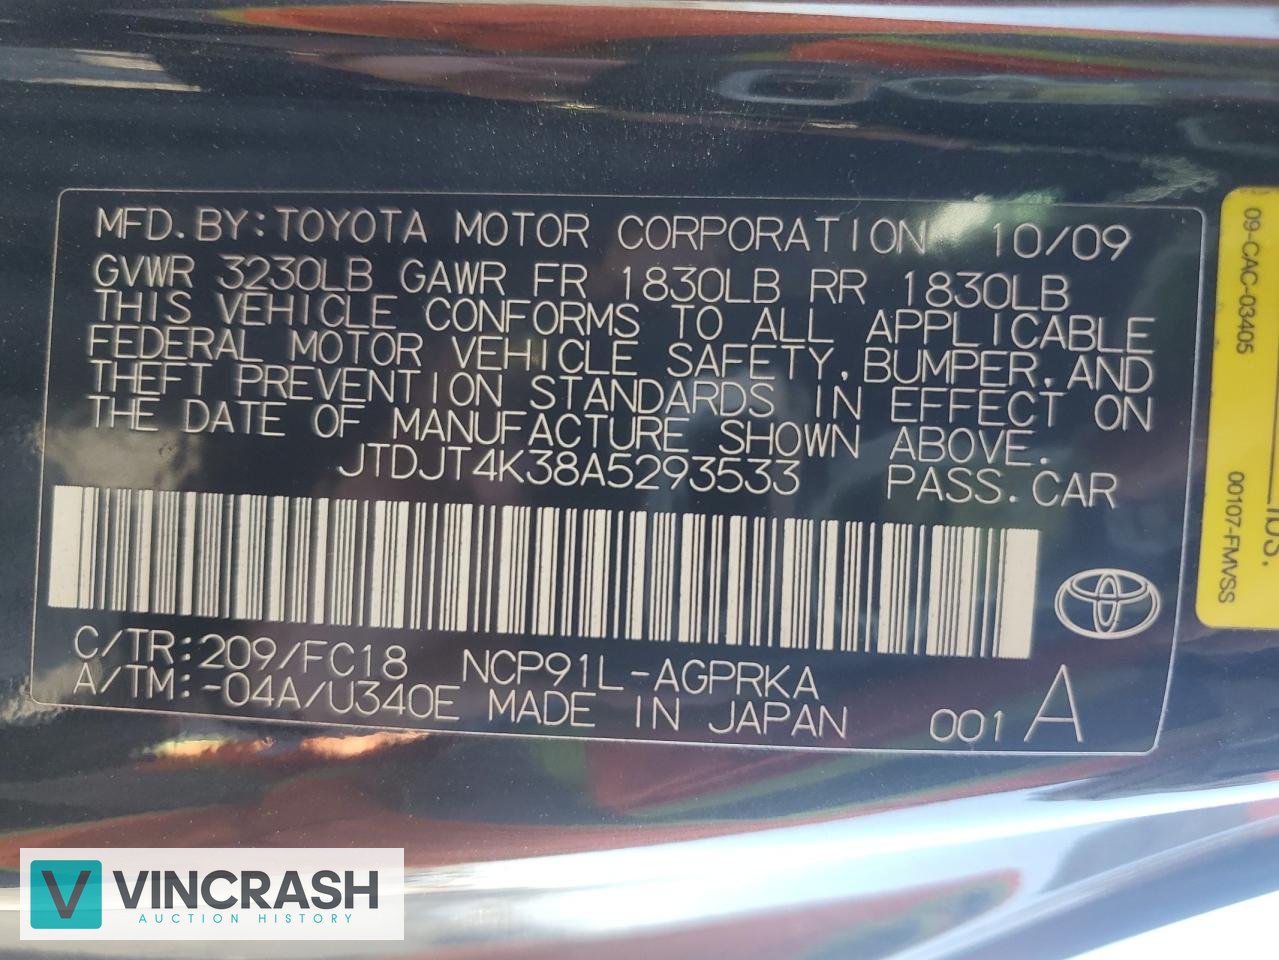 MFD.BY:TOYOTA MOTOR CORPORATION 10/09
GVWR 3230LB GAWR FR 1830LB RR 1830LB
THIS VEHICLE CONFORMS TO ALL APPLICABLE
FEDERAL MOTOR VEHICLE SAFETY,BUMPER,AND
THEFT PREVENTION STANDARDS IN EFFECT ON
THE DATE OF MANUFACTURE SHOWN ABOVE.
JTDJT4K38A5293533 PASS.CAR
C/TR:209/FC18 NCP91L-AGPRKA
A/TM:-04A/U340E MADE IN JAPAN 001 A
09-CAC-03405
00107-FMVSS
VINCRASH
AUCTION HISTORY